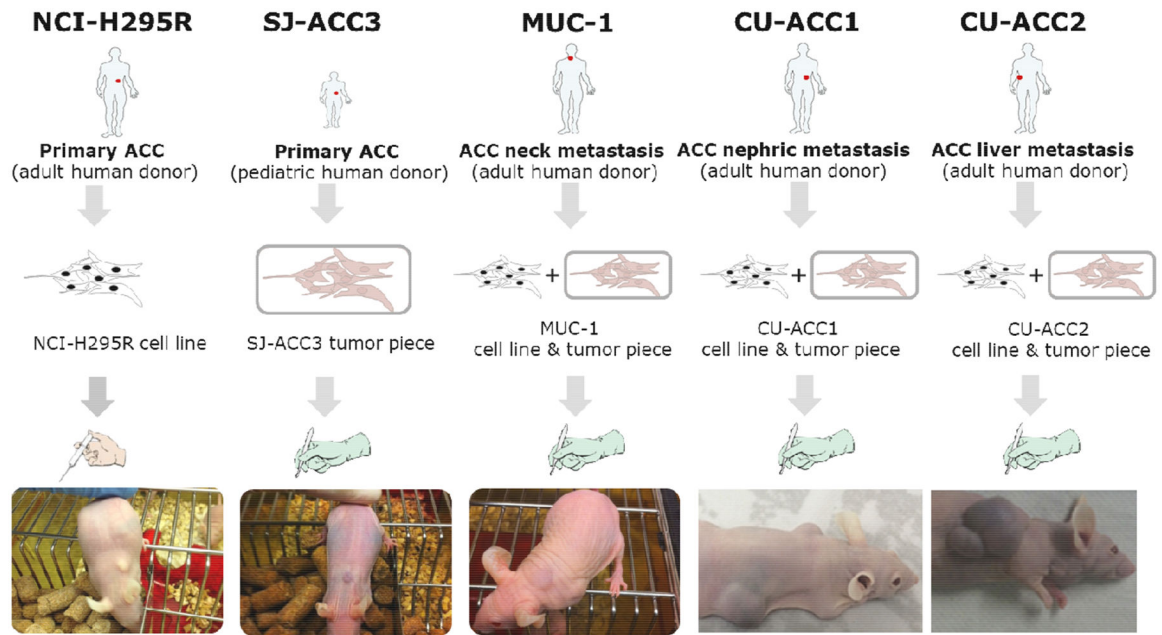 NCI-H295R
SJ-ACC3
MUC-1
CU-ACC1
CU-ACC2
Primary ACC
(adult human donor)
Primary ACC
(pediatric human donor)
ACC neck metastasis
(adult human donor)
ACC nephric metastasis
(adult human donor)
ACC liver metastasis
(adult human donor)
+
+
+
NCI-H295R cell line
SJ-ACC3 tumor piece
MUC-1
cell line & tumor piece
CU-ACC1
cell line & tumor piece
CU-ACC2
cell line & tumor piece